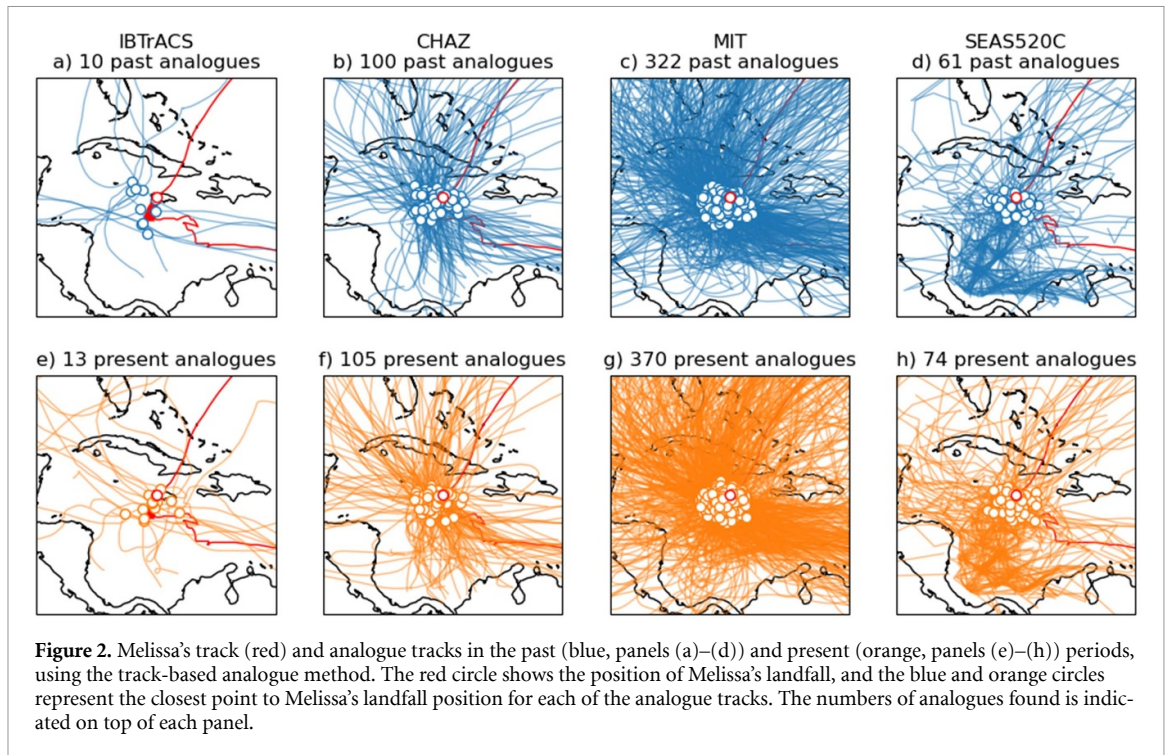 IBTrACS
a) 10 past analogues
CHAZ
b) 100 past analogues
MIT
c) 322 past analogues
SEAS520C
d) 61 past analogues
e) 13 present analogues
f) 105 present analogues
g) 370 present analogues
h) 74 present analogues
Figure 2. Melissa’s track (red) and analogue tracks in the past (blue, panels (a)–(d)) and present (orange, panels (e)–(h)) periods,
using the track-based analogue method. The red circle shows the position of Melissa’s landfall, and the blue and orange circles
represent the closest point to Melissa’s landfall position for each of the analogue tracks. The numbers of analogues found is indic-
ated on top of each panel.